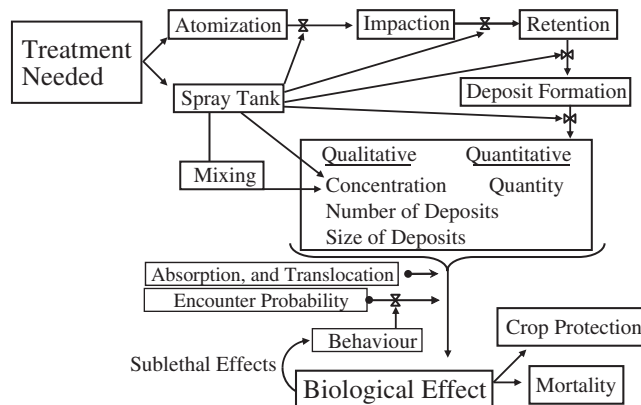 Treatment
Needed
Atomization
Impaction
Retention
Spray Tank
Deposit Formation
Mixing
Qualitative
Quantitative
Concentration
Quantity
Number of Deposits
Size of Deposits
Absorption, and Translocation
Encounter Probability
Behaviour
Sublethal Effects
Crop Protection
Biological Effect
Mortality